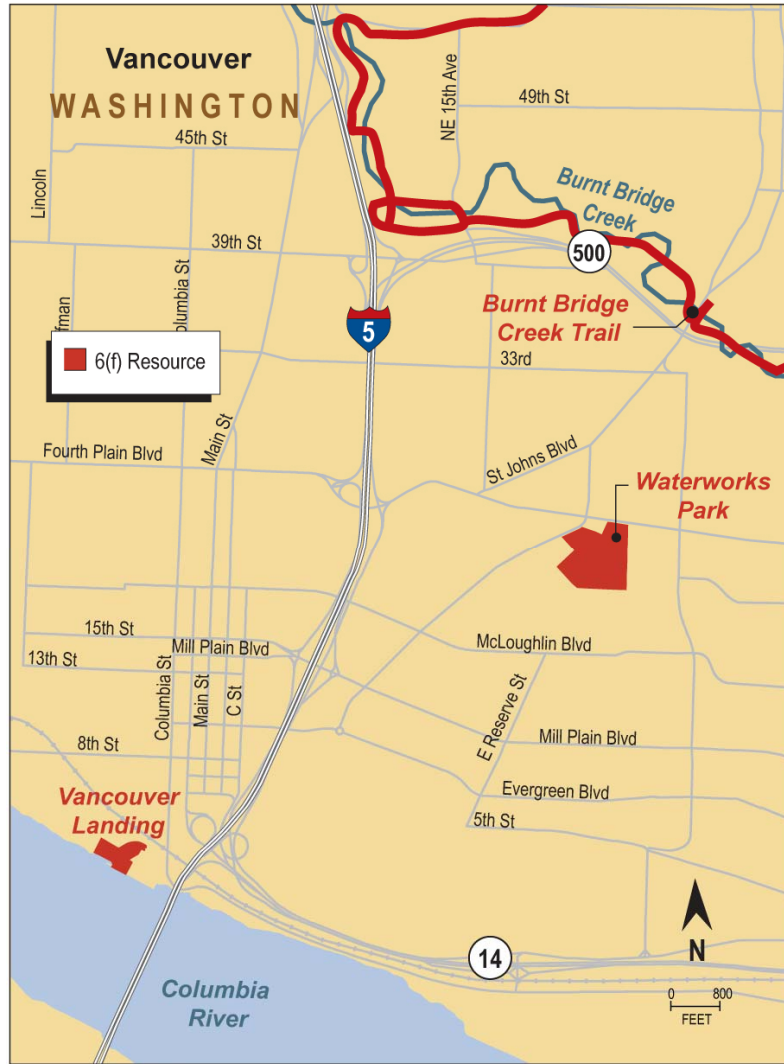 Vancouver
WASHINGTON
NE 15th Ave
49th St
45th St
Lincoln
Burnt Bridge
Creek
39th St
500
Columbia St
ffman
5
Burnt Bridge
Creek Trail
6(f) Resource
33rd
Main St
Fourth Plain Blvd
St Johns Blvd
Waterworks
Park
15th St
Mill Plain Blvd
McLoughlin Blvd
13th St
Columbia St
Main St
C St
E Reserve St
8th St
Mill Plain Blvd
Evergreen Blvd
Vancouver
Landing
5th St
N
14
Columbia
River
0 800
FEET